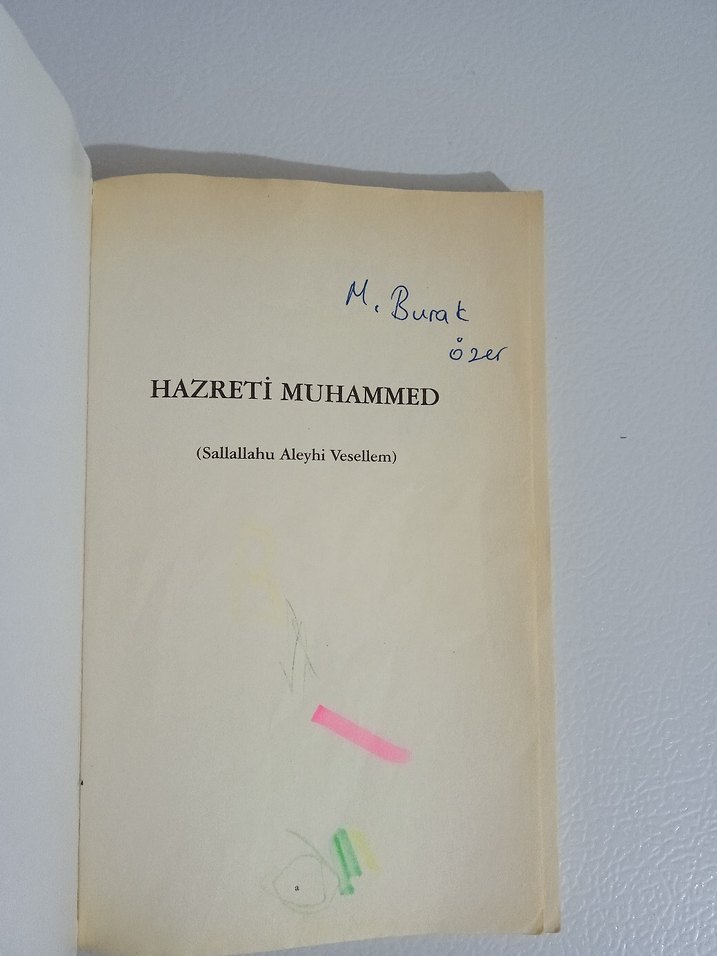 M. Burak
özer
HAZRETİ MUHAMMED
(Sallallahu Aleyhi Vesellem)
a